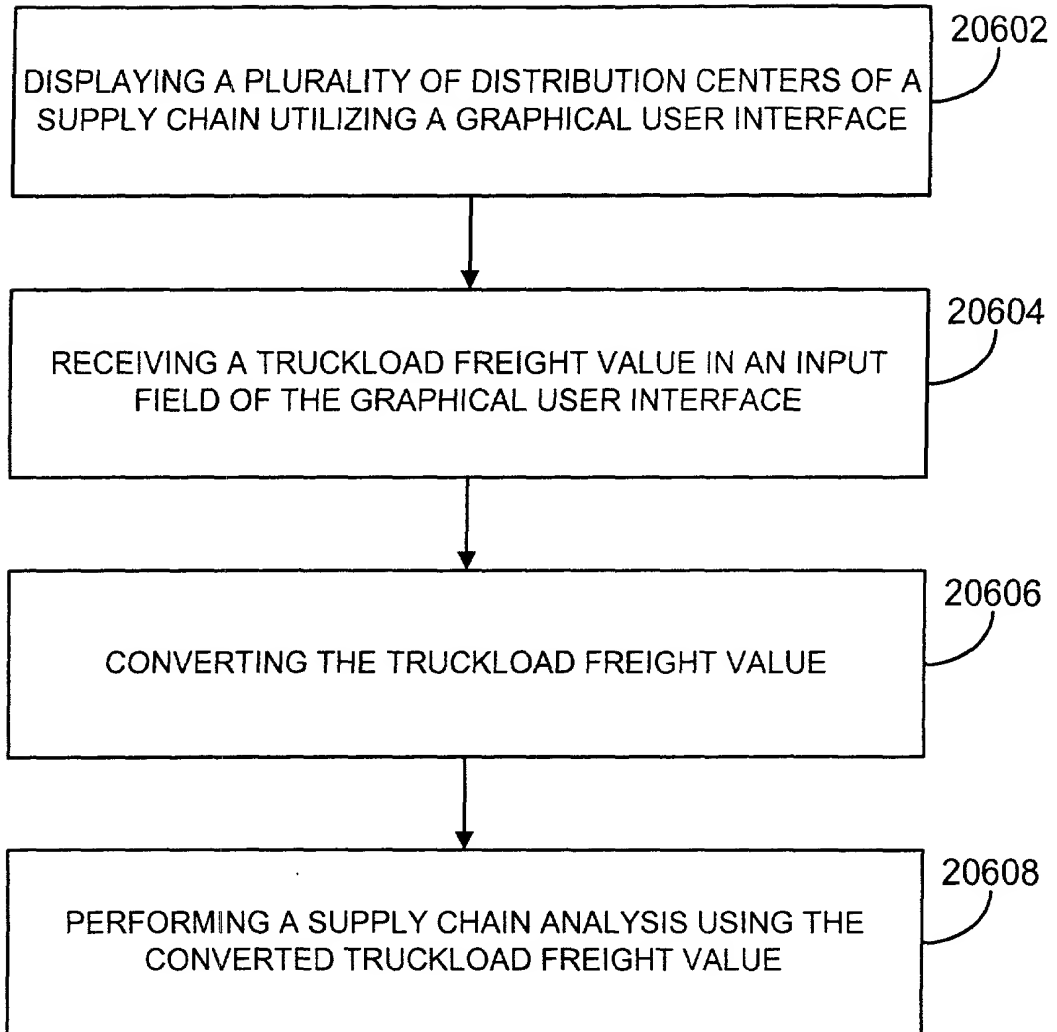 20602
DISPLAYING A PLURALITY OF DISTRIBUTION CENTERS OF A
SUPPLY CHAIN UTILIZING A GRAPHICAL USER INTERFACE
20604
RECEIVING A TRUCKLOAD FREIGHT VALUE IN AN INPUT
FIELD OF THE GRAPHICAL USER INTERFACE
20606
CONVERTING THE TRUCKLOAD FREIGHT VALUE
20608
PERFORMING A SUPPLY CHAIN ANALYSIS USING THE
CONVERTED TRUCKLOAD FREIGHT VALUE